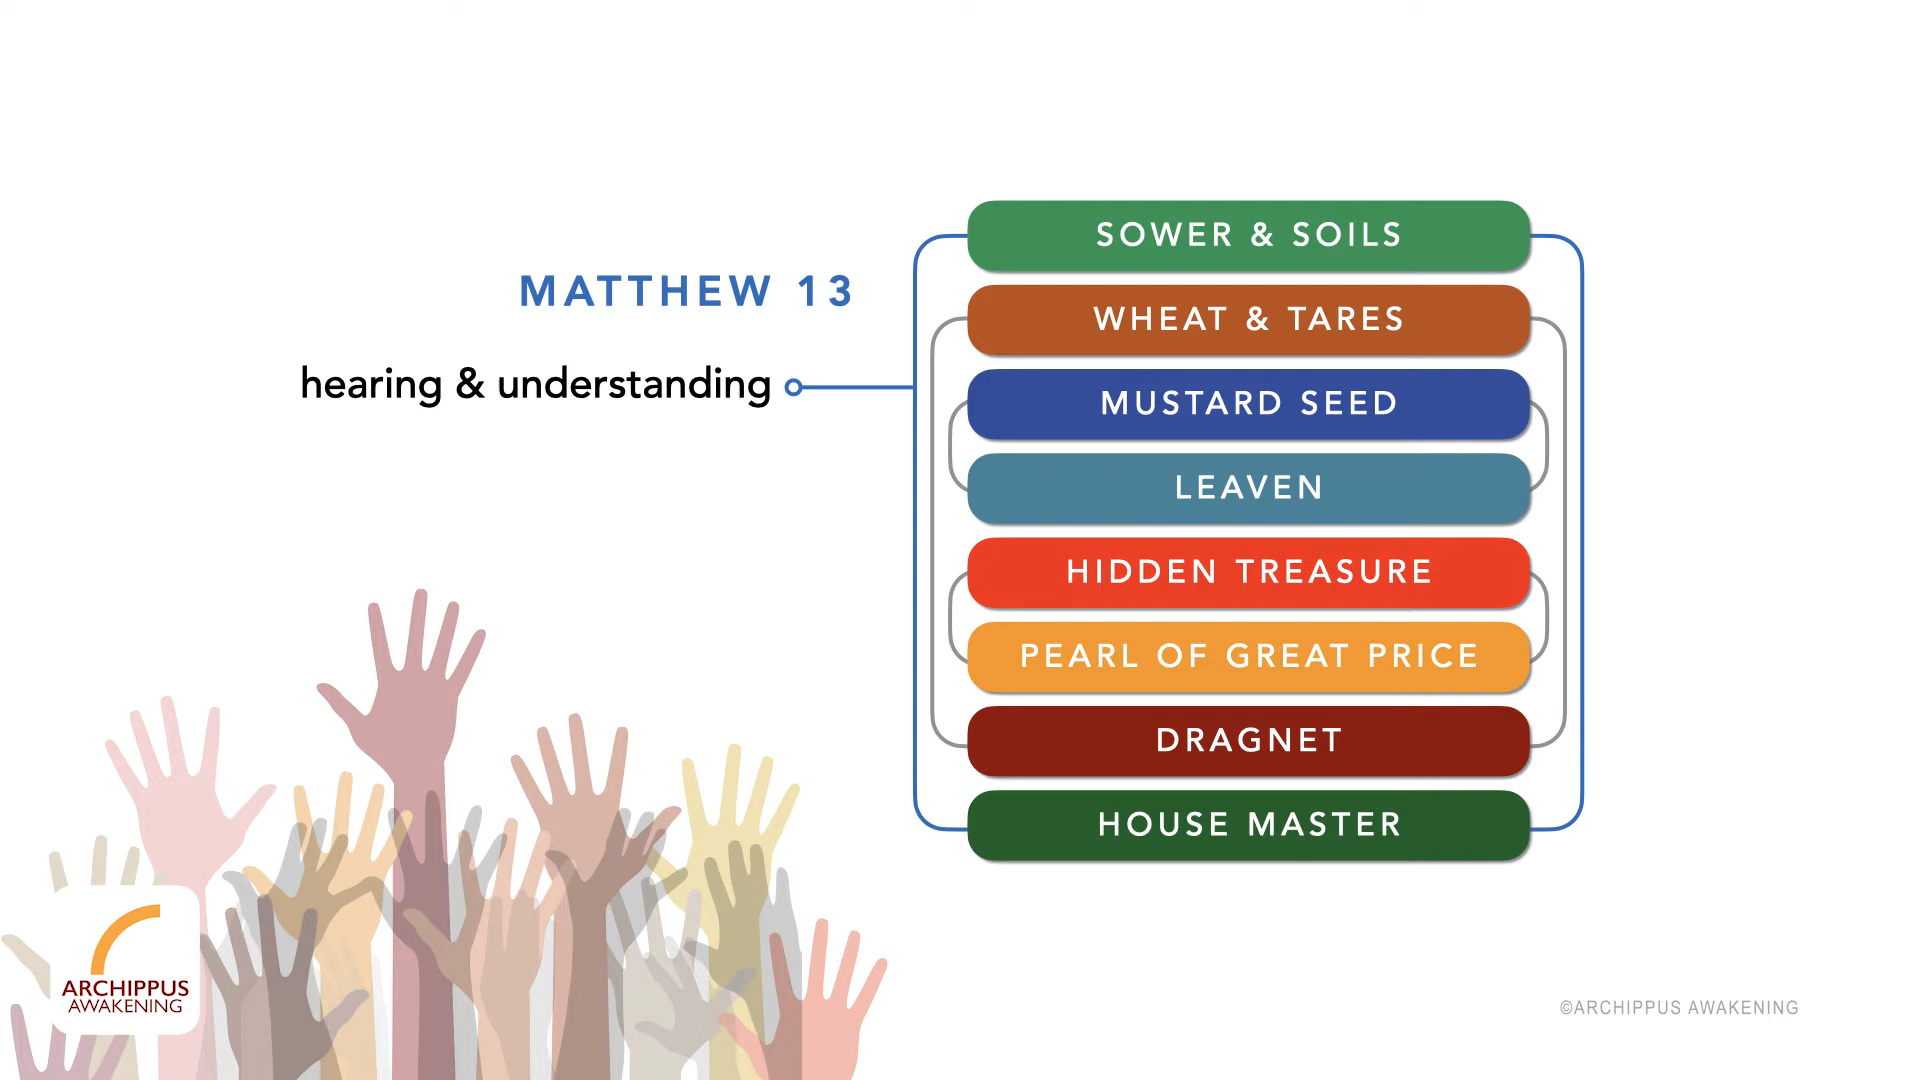 MATTHEW 13
hearing & understanding
SOWER & SOILS
WHEAT & TARES
MUSTARD SEED
LEAVEN
HIDDEN TREASURE
PEARL OF GREAT PRICE
DRAGNET
HOUSE MASTER
ARCHIPPUS
AWAKENING
©ARCHIPPUS AWAKENING